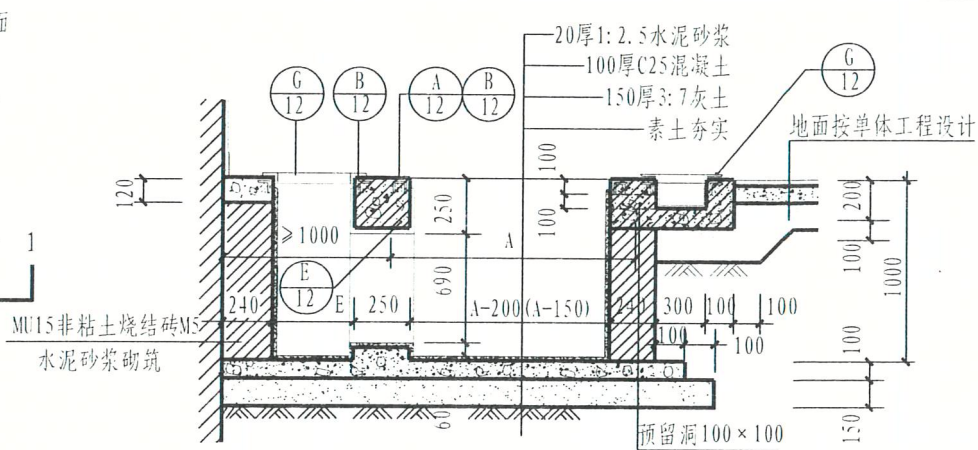 面
20厚1:2.5水泥砂浆
100厚C25混凝土
150厚3:7灰土
素土夯实
地面按单体工程设计
G
12
B
12
A
12
B
12
G
12
120
100
250
100
200
100
1000
≥1000
A
E
12
690
1
240
E
250
A-200(A-150)
240
300
100
100
100
100
100
MU15非粘土烧结砖M5
水泥砂浆砌筑
60
预留洞100×100
150